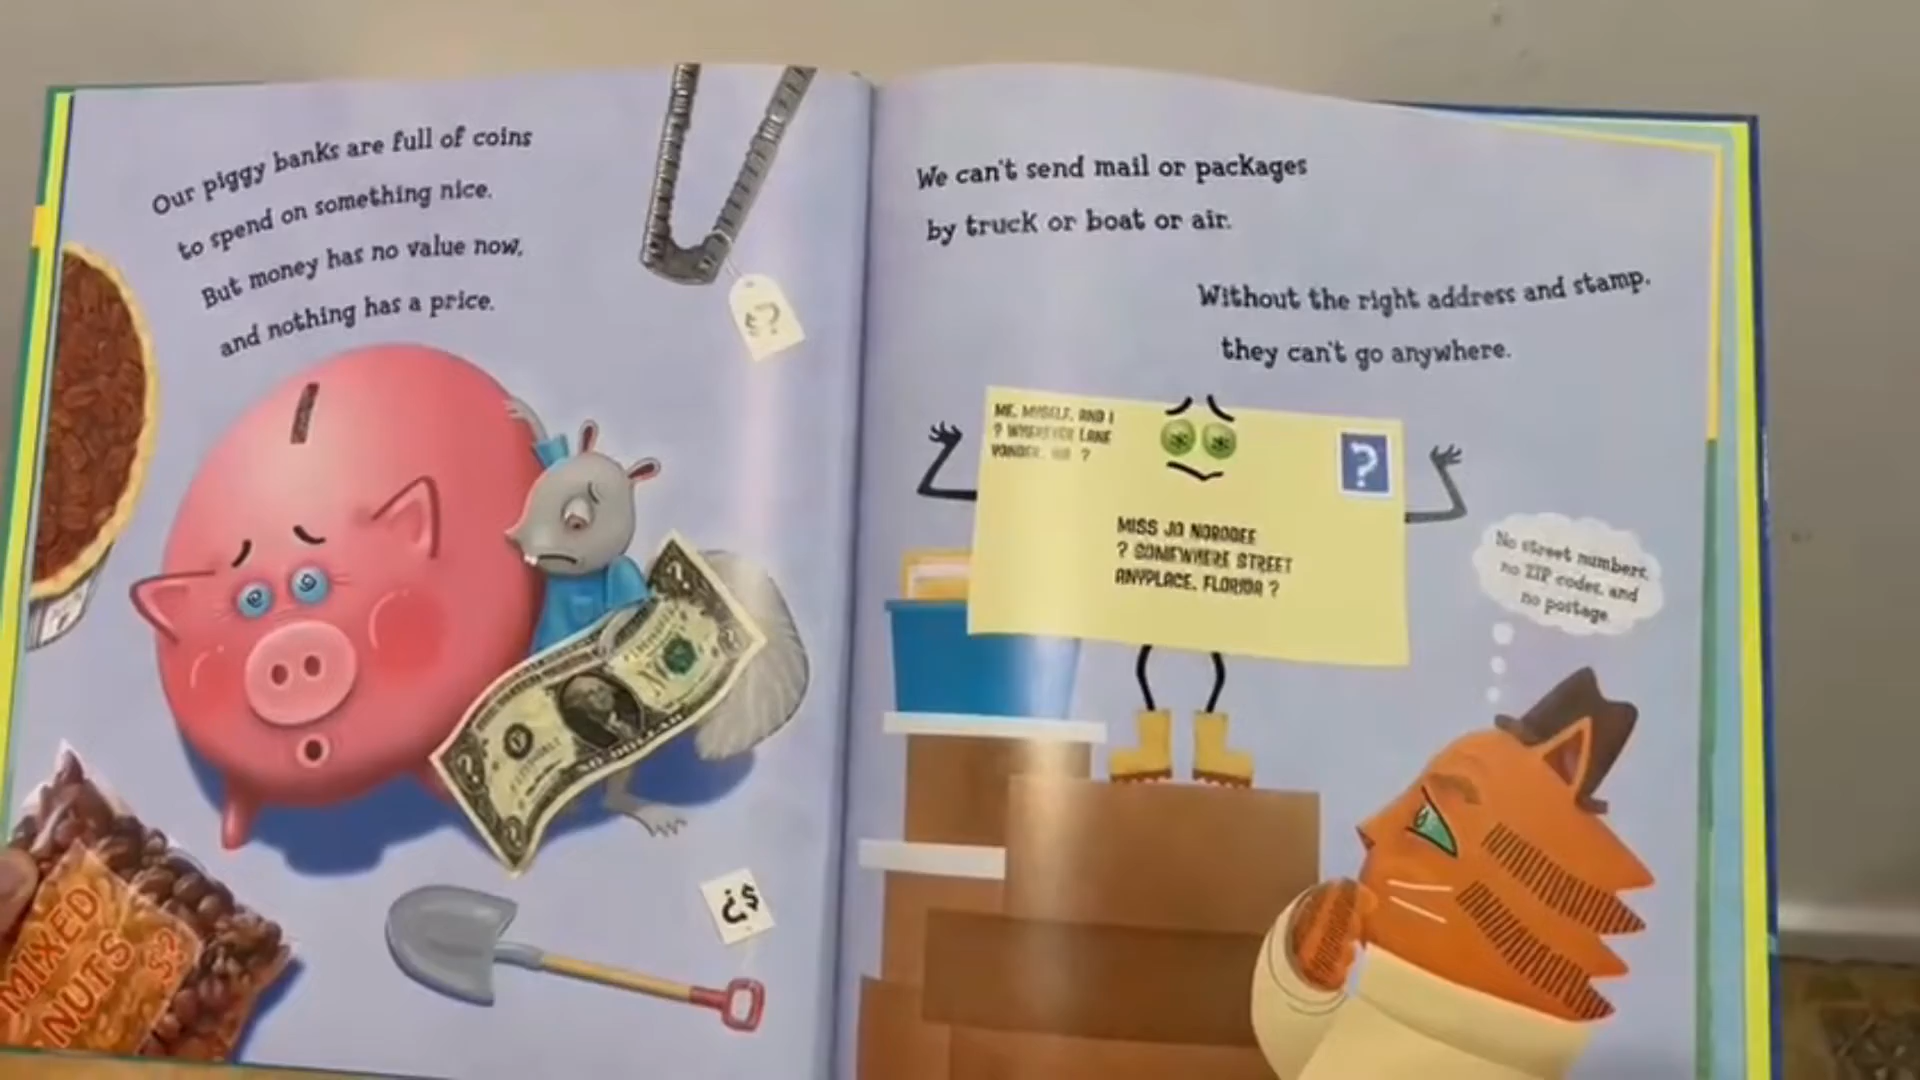 Our piggy banks are full of coins
to spend on something nice.
But money has no value now,
and nothing has a price.
$?
MIXED
NUTS
$?
¿$
We can't send mail or packages
by truck or boat or air.
Without the right address and stamp,
they can't go anywhere.
ME, MYSELF, AND I
? WHEREVER LANE
YONDER, ?
?
MISS JO NOBODEE
? SOMEWHERE STREET
ANYPLACE, FLORIDA ?
No street numbers,
no ZIP codes, and
no postage.